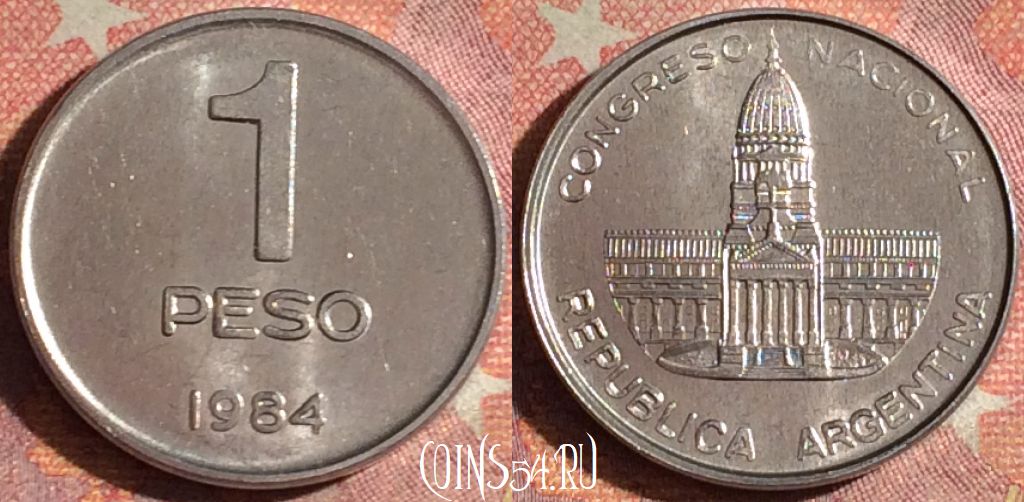 1
PESO
1984
CONGRESO NACIONAL
REPUBLICA ARGENTINA
COINS54.RU